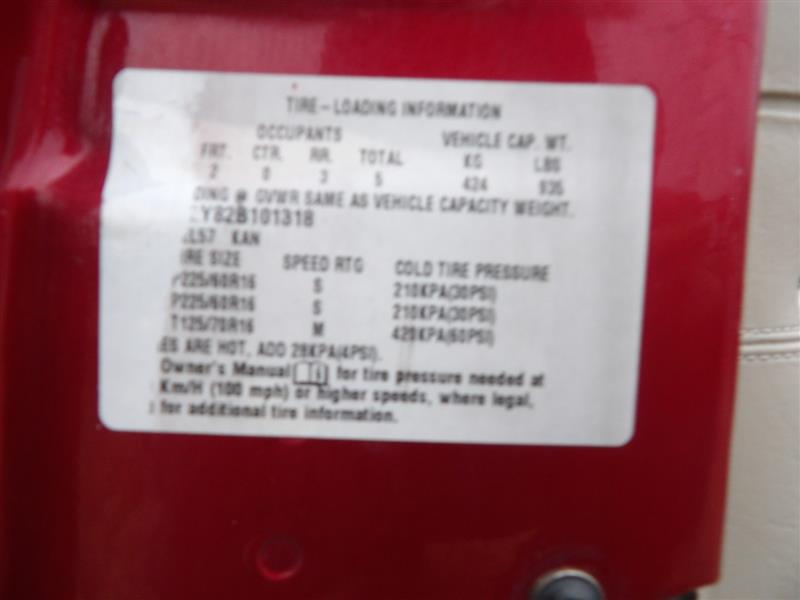 TIRE-LOADING INFORMATION
OCCUPANTS VEHICLE CAP. WT.
FRT. CTR. RR. TOTAL KG LBS
2 0 3 5 424 935
DING @ GVWR SAME AS VEHICLE CAPACITY WEIGHT.
Y82B101318
L57 KAN
IRE SIZE SPEED RTG COLD TIRE PRESSURE
P225/60R16 S 210KPA(30PSI)
P225/60R16 S 210KPA(30PSI)
T125/70R16 M 420KPA(60PSI)
ES ARE HOT, ADD 28KPA(4PSI).
Owner's Manual for tire pressure needed at
Km/H (100 mph) or higher speeds, where legal,
for additional tire information.